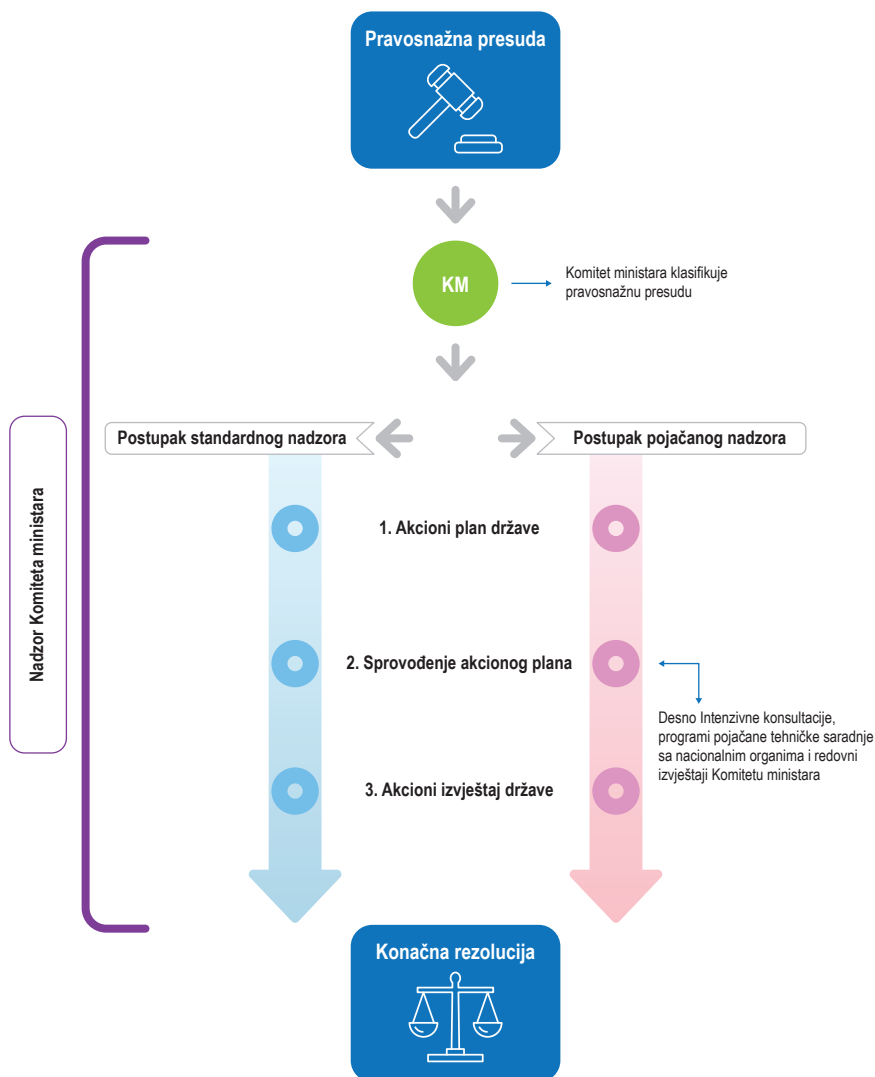 Pravosnažna presuda
KM
Komitet ministara klasifikuje
pravosnažnu presudu
Nadzor Komiteta ministara
Postupak standardnog nadzora
Postupak pojačanog nadzora
1. Akcioni plan države
2. Sprovođenje akcionog plana
Desno Intenzivne konsultacije,
programi pojačane tehničke saradnje
sa nacionalnim organima i redovni
izvještaji Komitetu ministara
3. Akcioni izvještaj države
Konačna rezolucija